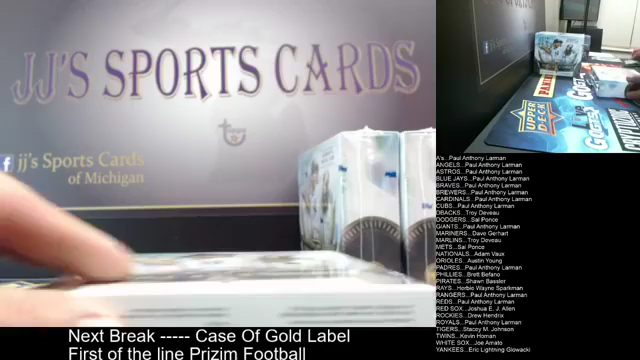 JJ'S SPORTS CARDS
jj's Sports Cards
of Michigan
UPPER DECK
A's...Paul Anthony Larman
ANGELS...Paul Anthony Larman
ASTROS...Paul Anthony Larman
BLUE JAYS...Paul Anthony Larman
BRAVES...Paul Anthony Larman
BREWERS...Paul Anthony Larman
CARDINALS...Paul Anthony Larman
CUBS...Paul Anthony Larman
DBACKS...Troy Deveau
DODGERS...Sal Ponce
GIANTS...Paul Anthony Larman
MARINERS...Dave Gerhart
MARLINS...Troy Deveau
METS...Sal Ponce
NATIONALS...Adam Vaux
ORIOLES...Austin Young
PADRES...Paul Anthony Larman
PHILLIES...Brett Befano
PIRATES...Shawn Bassler
RAYS...Herbie Wayne Sparkman
RANGERS...Paul Anthony Larman
REDS...Paul Anthony Larman
RED SOX...Joshua E. J. Allen
ROCKIES...Drew Hendrix
ROYALS...Paul Anthony Larman
TIGERS...Stacey M. Johnson
TWINS...Kevin Homan
WHITE SOX...Joe Amato
YANKEES...Eric Lightning Glowacki
Next Break ----- Case Of Gold Label
First of the line Prizim Football